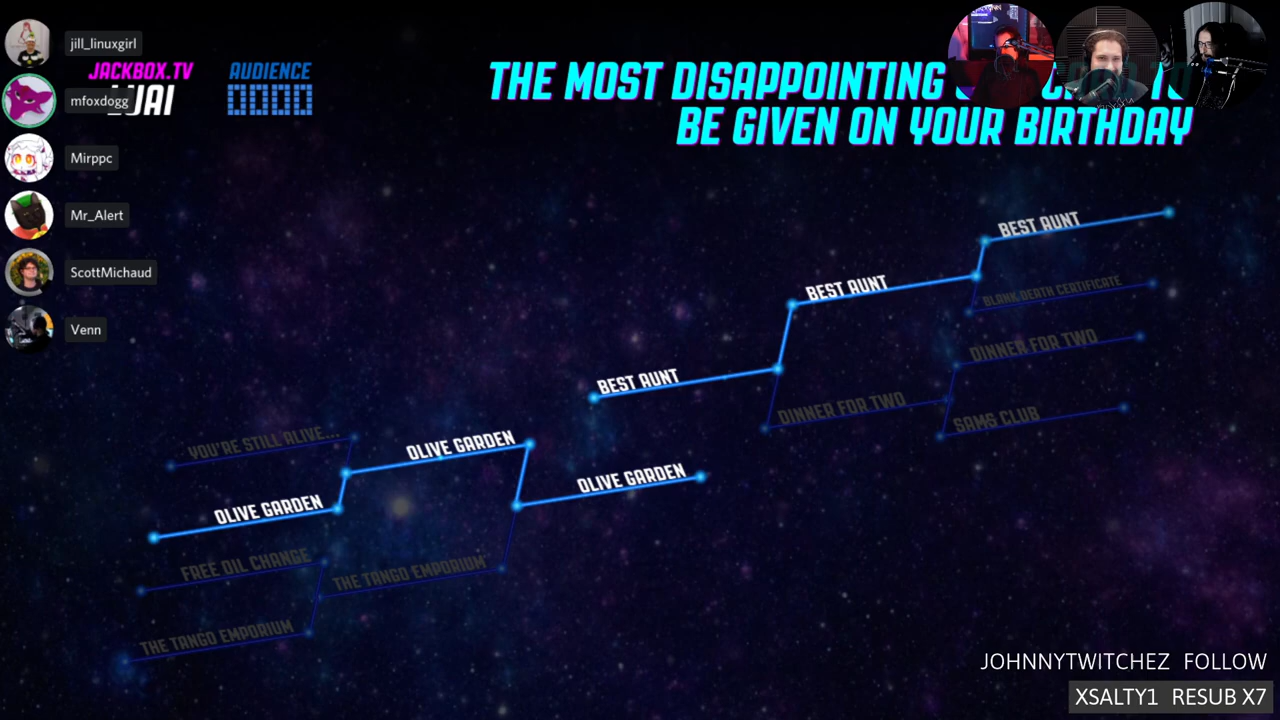 jill_linuxgirl
JACKBOX.TV
AUDIENCE
mfoxdogg
THE MOST DISAPPOINTING
BE GIVEN ON YOUR BIRTHDAY
Mirppc
Mr_Alert
ScottMichaud
Venn
BEST AUNT
BEST AUNT
BLANK DEATH CERTIFICATE
DINNER FOR TWO
BEST AUNT
DINNER FOR TWO
SAMS CLUB
YOU'RE STILL ALIVE...
OLIVE GARDEN
OLIVE GARDEN
OLIVE GARDEN
FREE OIL CHANGE
THE TANGO EMPORIUM
THE TANGO EMPORIUM
JOHNNYTWITCHEZ FOLLOW
XSALTY1 RESUB X7